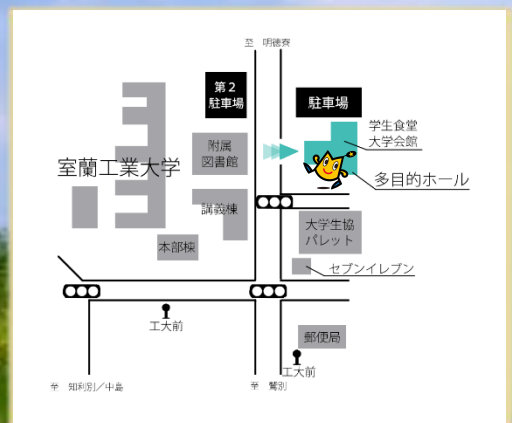 至　明徳寮
第２
駐車場
駐車場
学生食堂
大学会館
附属
図書館
室蘭工業大学
多目的ホール
講義棟
大学生協
パレット
本部棟
セブンイレブン
工大前
郵便局
工大前
至　知利別／中島
至　鷲別